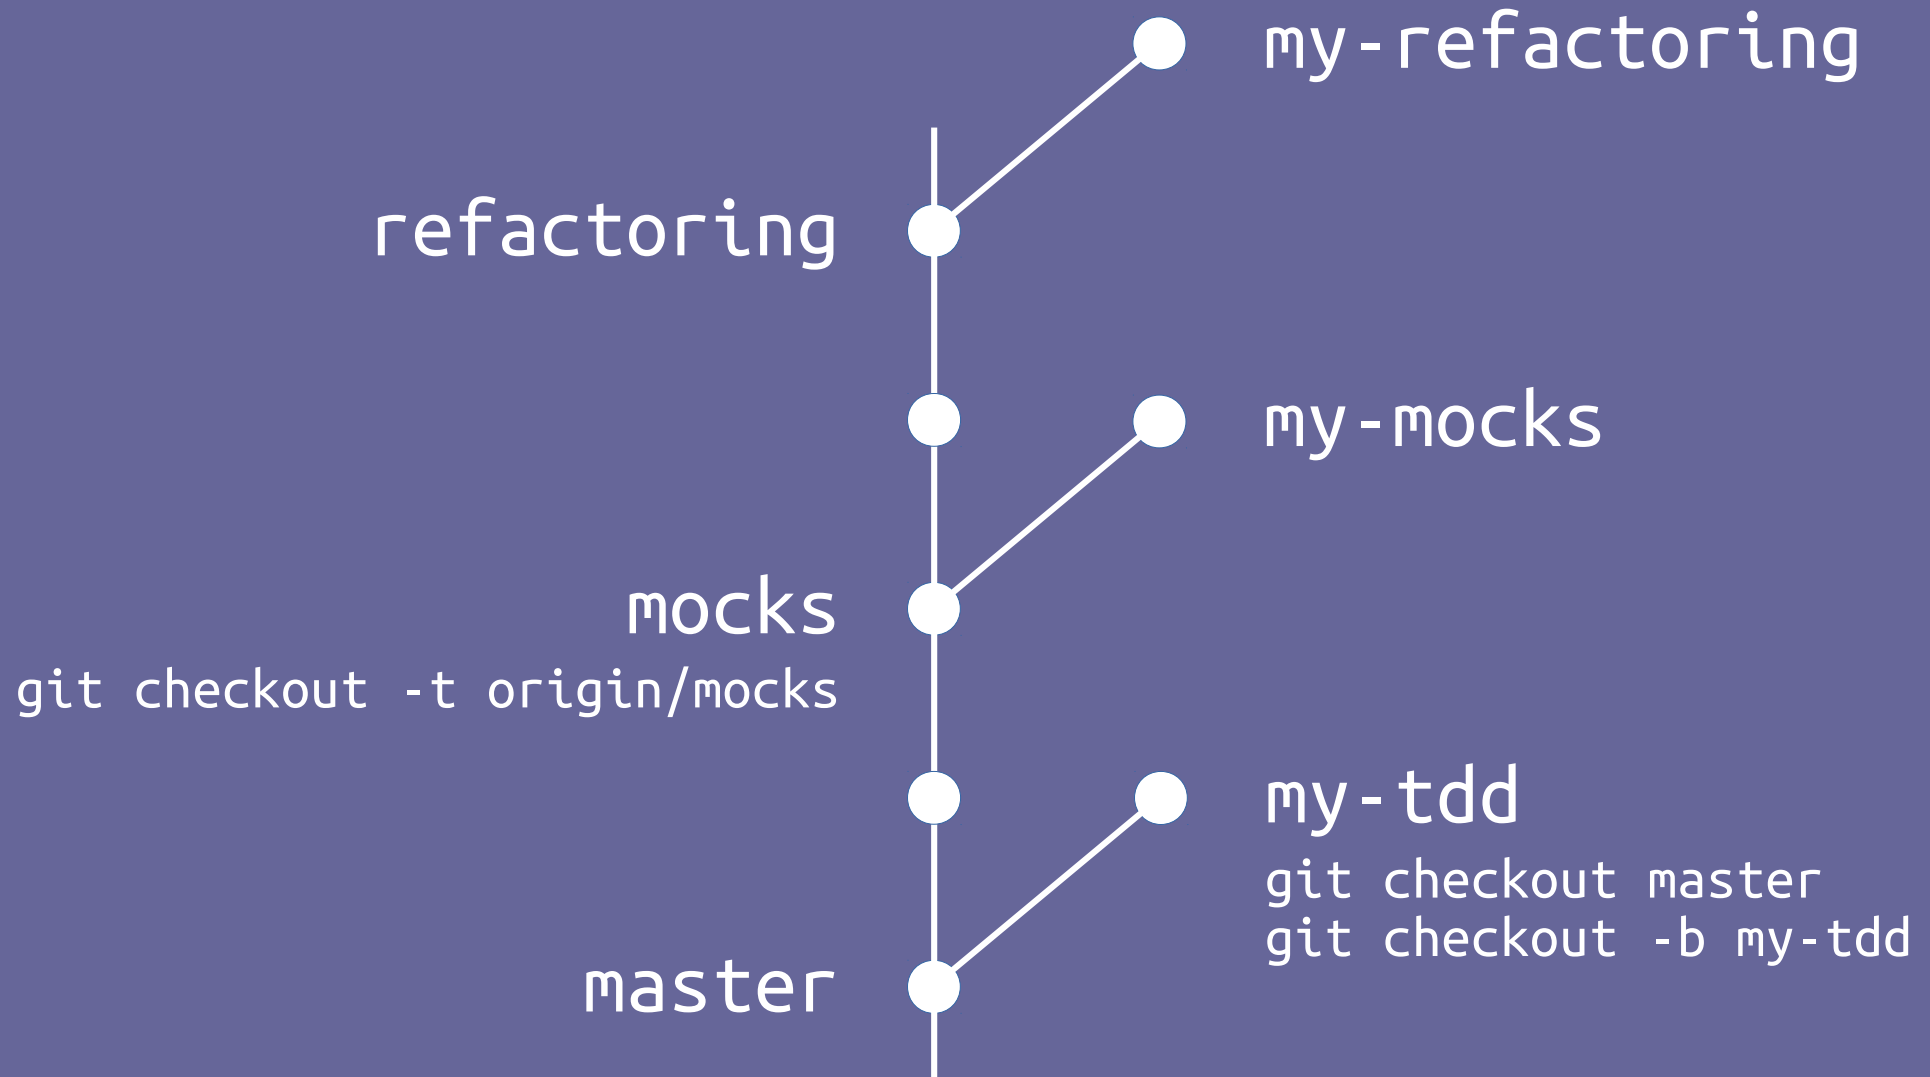 my-refactoring
refactoring
my-mocks
mocks
git checkout -t origin/mocks
my-tdd
git checkout master
git checkout -b my-tdd
master